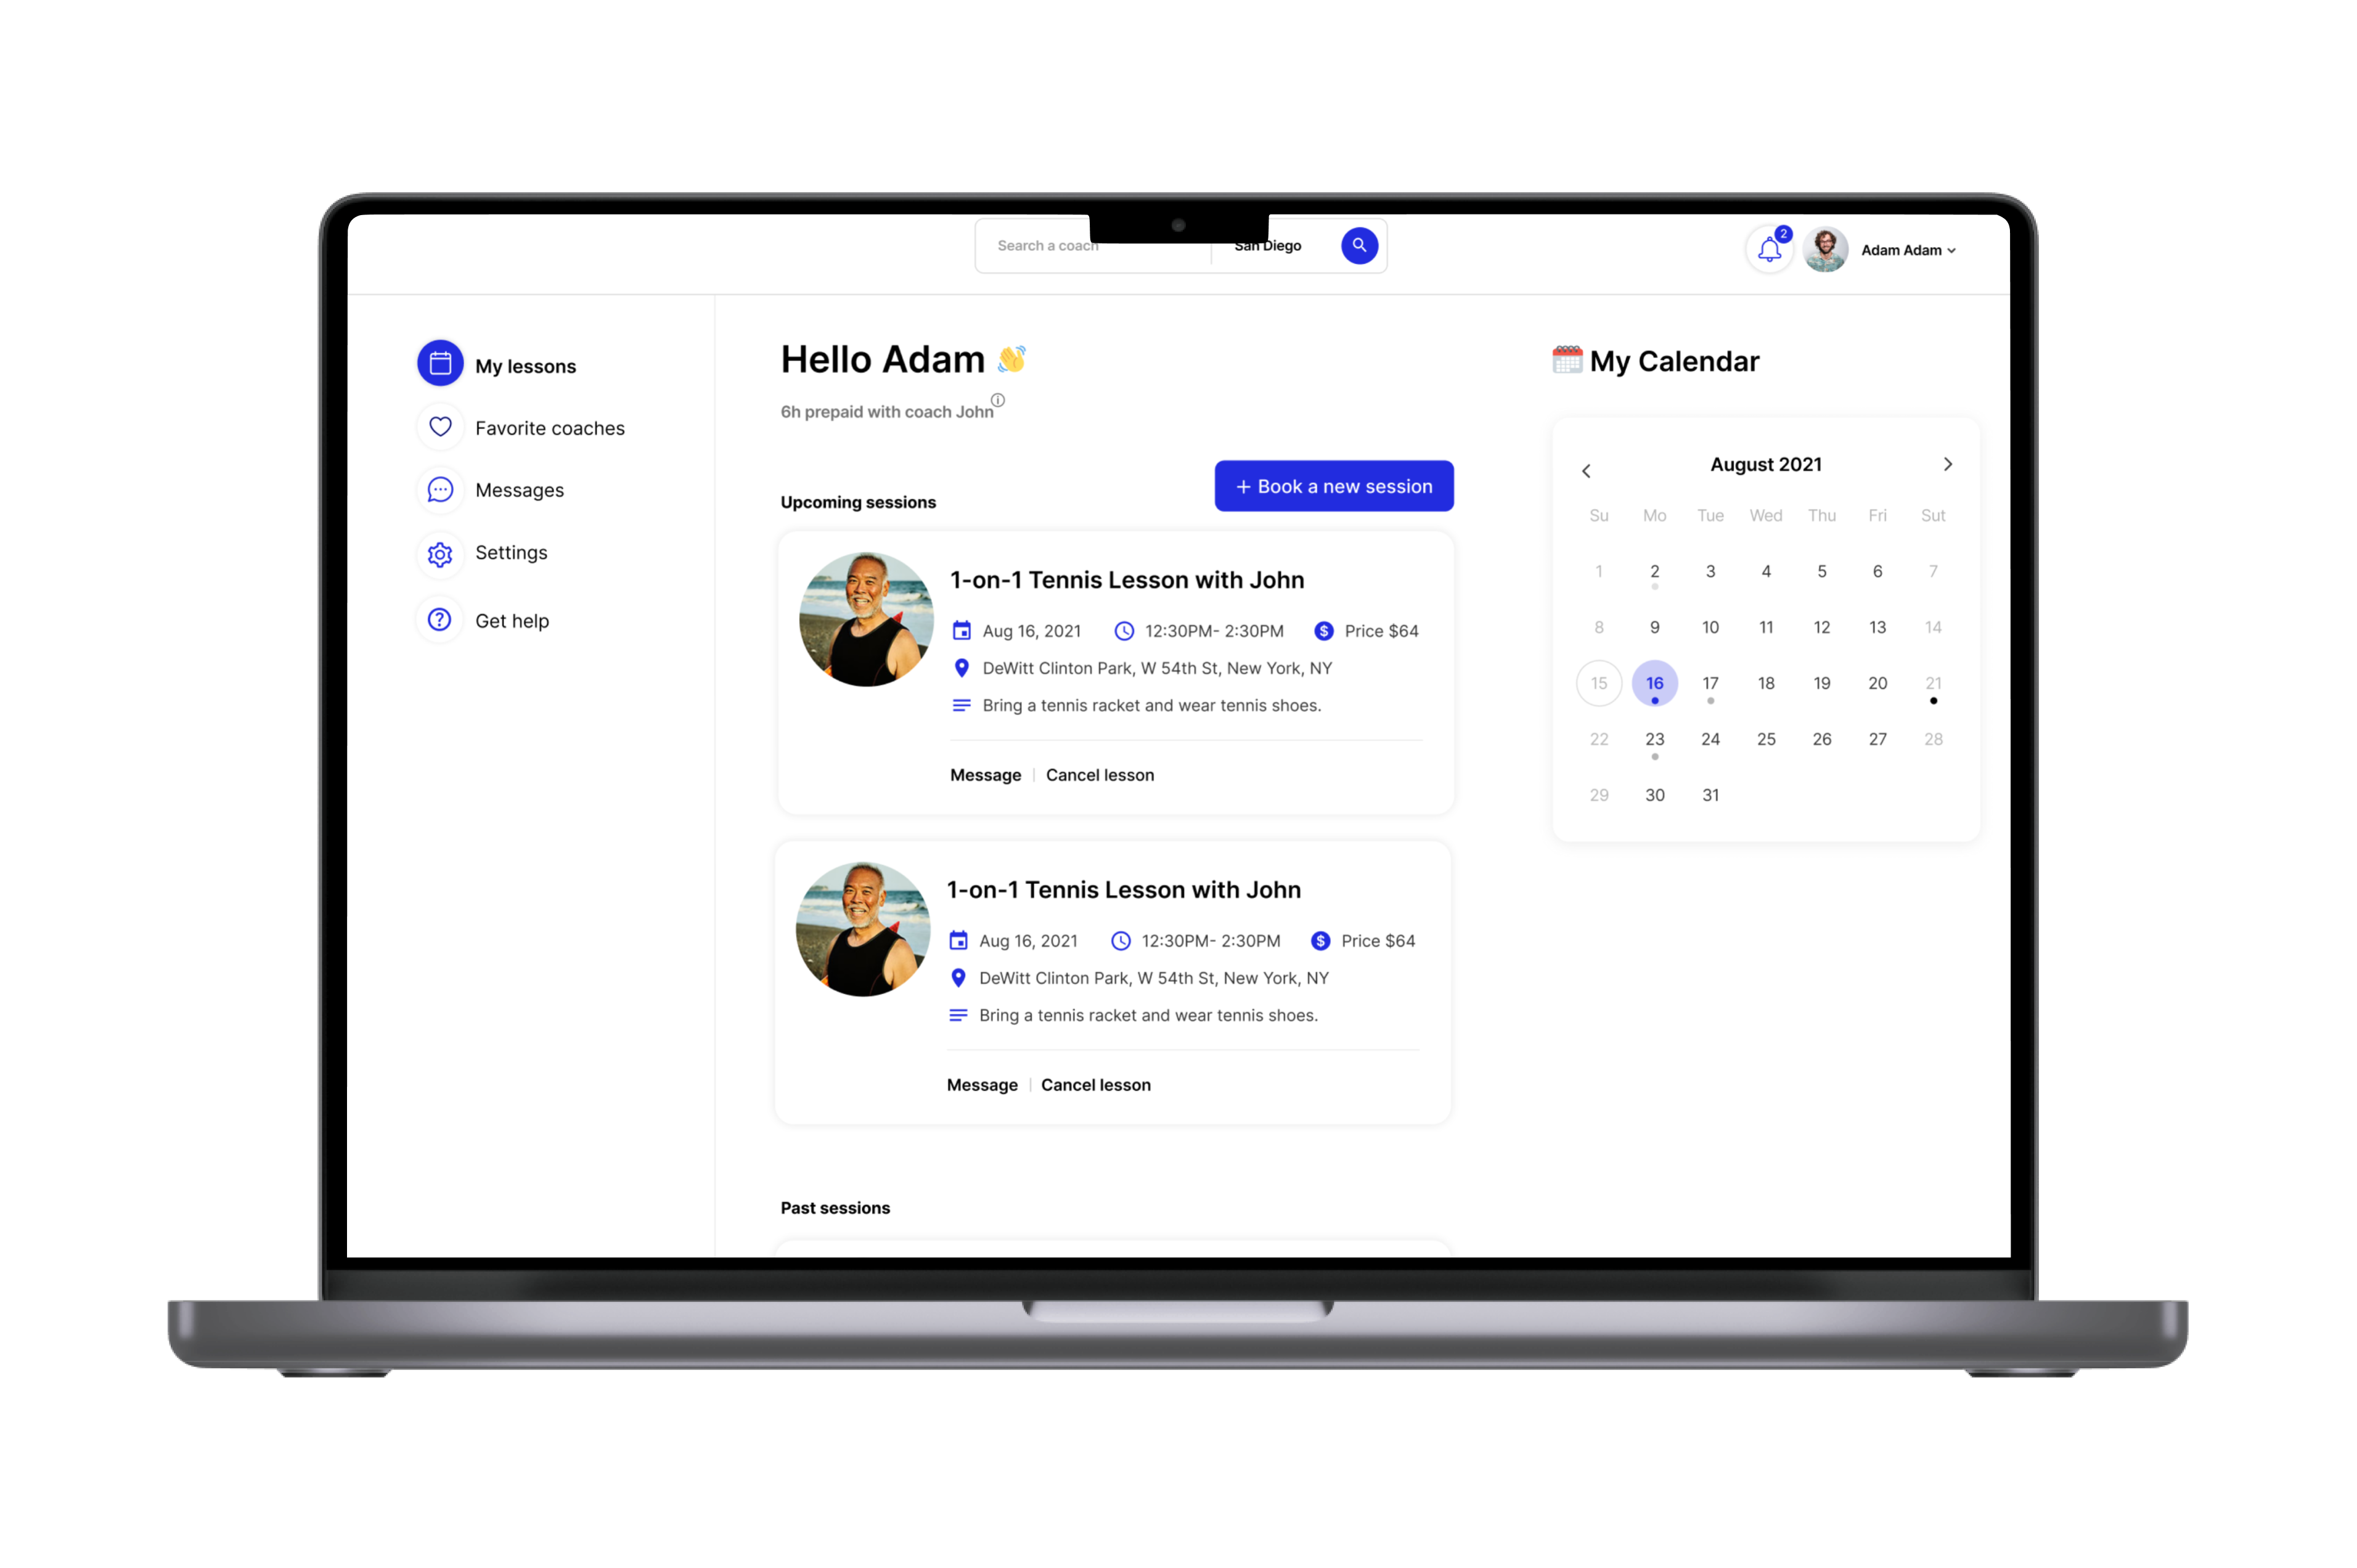 Search a coach
San Diego
2
Adam Adam
My lessons
Favorite coaches
Messages
Settings
Get help
Hello Adam 👋
6h prepaid with coach John
Upcoming sessions
+ Book a new session
1-on-1 Tennis Lesson with John
Aug 16, 2021 12:30PM- 2:30PM $ Price $64
DeWitt Clinton Park, W 54th St, New York, NY
Bring a tennis racket and wear tennis shoes.
Message | Cancel lesson
1-on-1 Tennis Lesson with John
Aug 16, 2021 12:30PM- 2:30PM $ Price $64
DeWitt Clinton Park, W 54th St, New York, NY
Bring a tennis racket and wear tennis shoes.
Message | Cancel lesson
Past sessions
My Calendar
August 2021
Su Mo Tue Wed Thu Fri Sut
1 2 3 4 5 6 7
8 9 10 11 12 13 14
15 16 17 18 19 20 21
22 23 24 25 26 27 28
29 30 31